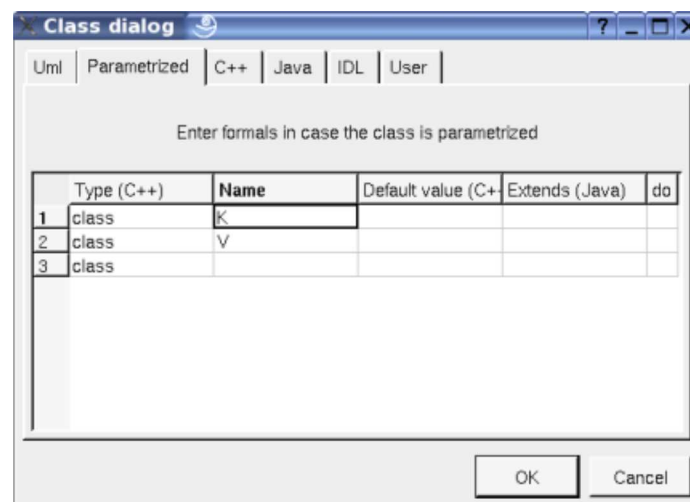 Class dialog ? _ □ X
Uml Parametrized C++ Java IDL User
Enter formals in case the class is parametrized
Type (C++) Name Default value (C+ Extends (Java) do
1 class K
2 class V
3 class
OK Cancel